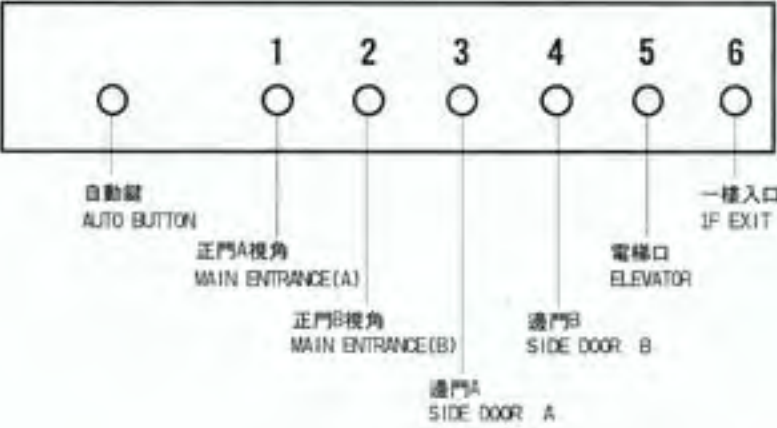 1 2 3 4 5 6
自動鍵
AUTO BUTTON
正門A視角
MAIN ENTRANCE(A)
正門B視角
MAIN ENTRANCE(B)
邊門A
SIDE DOOR A
邊門B
SIDE DOOR B
電梯口
ELEVATOR
一樓入口
1F EXIT